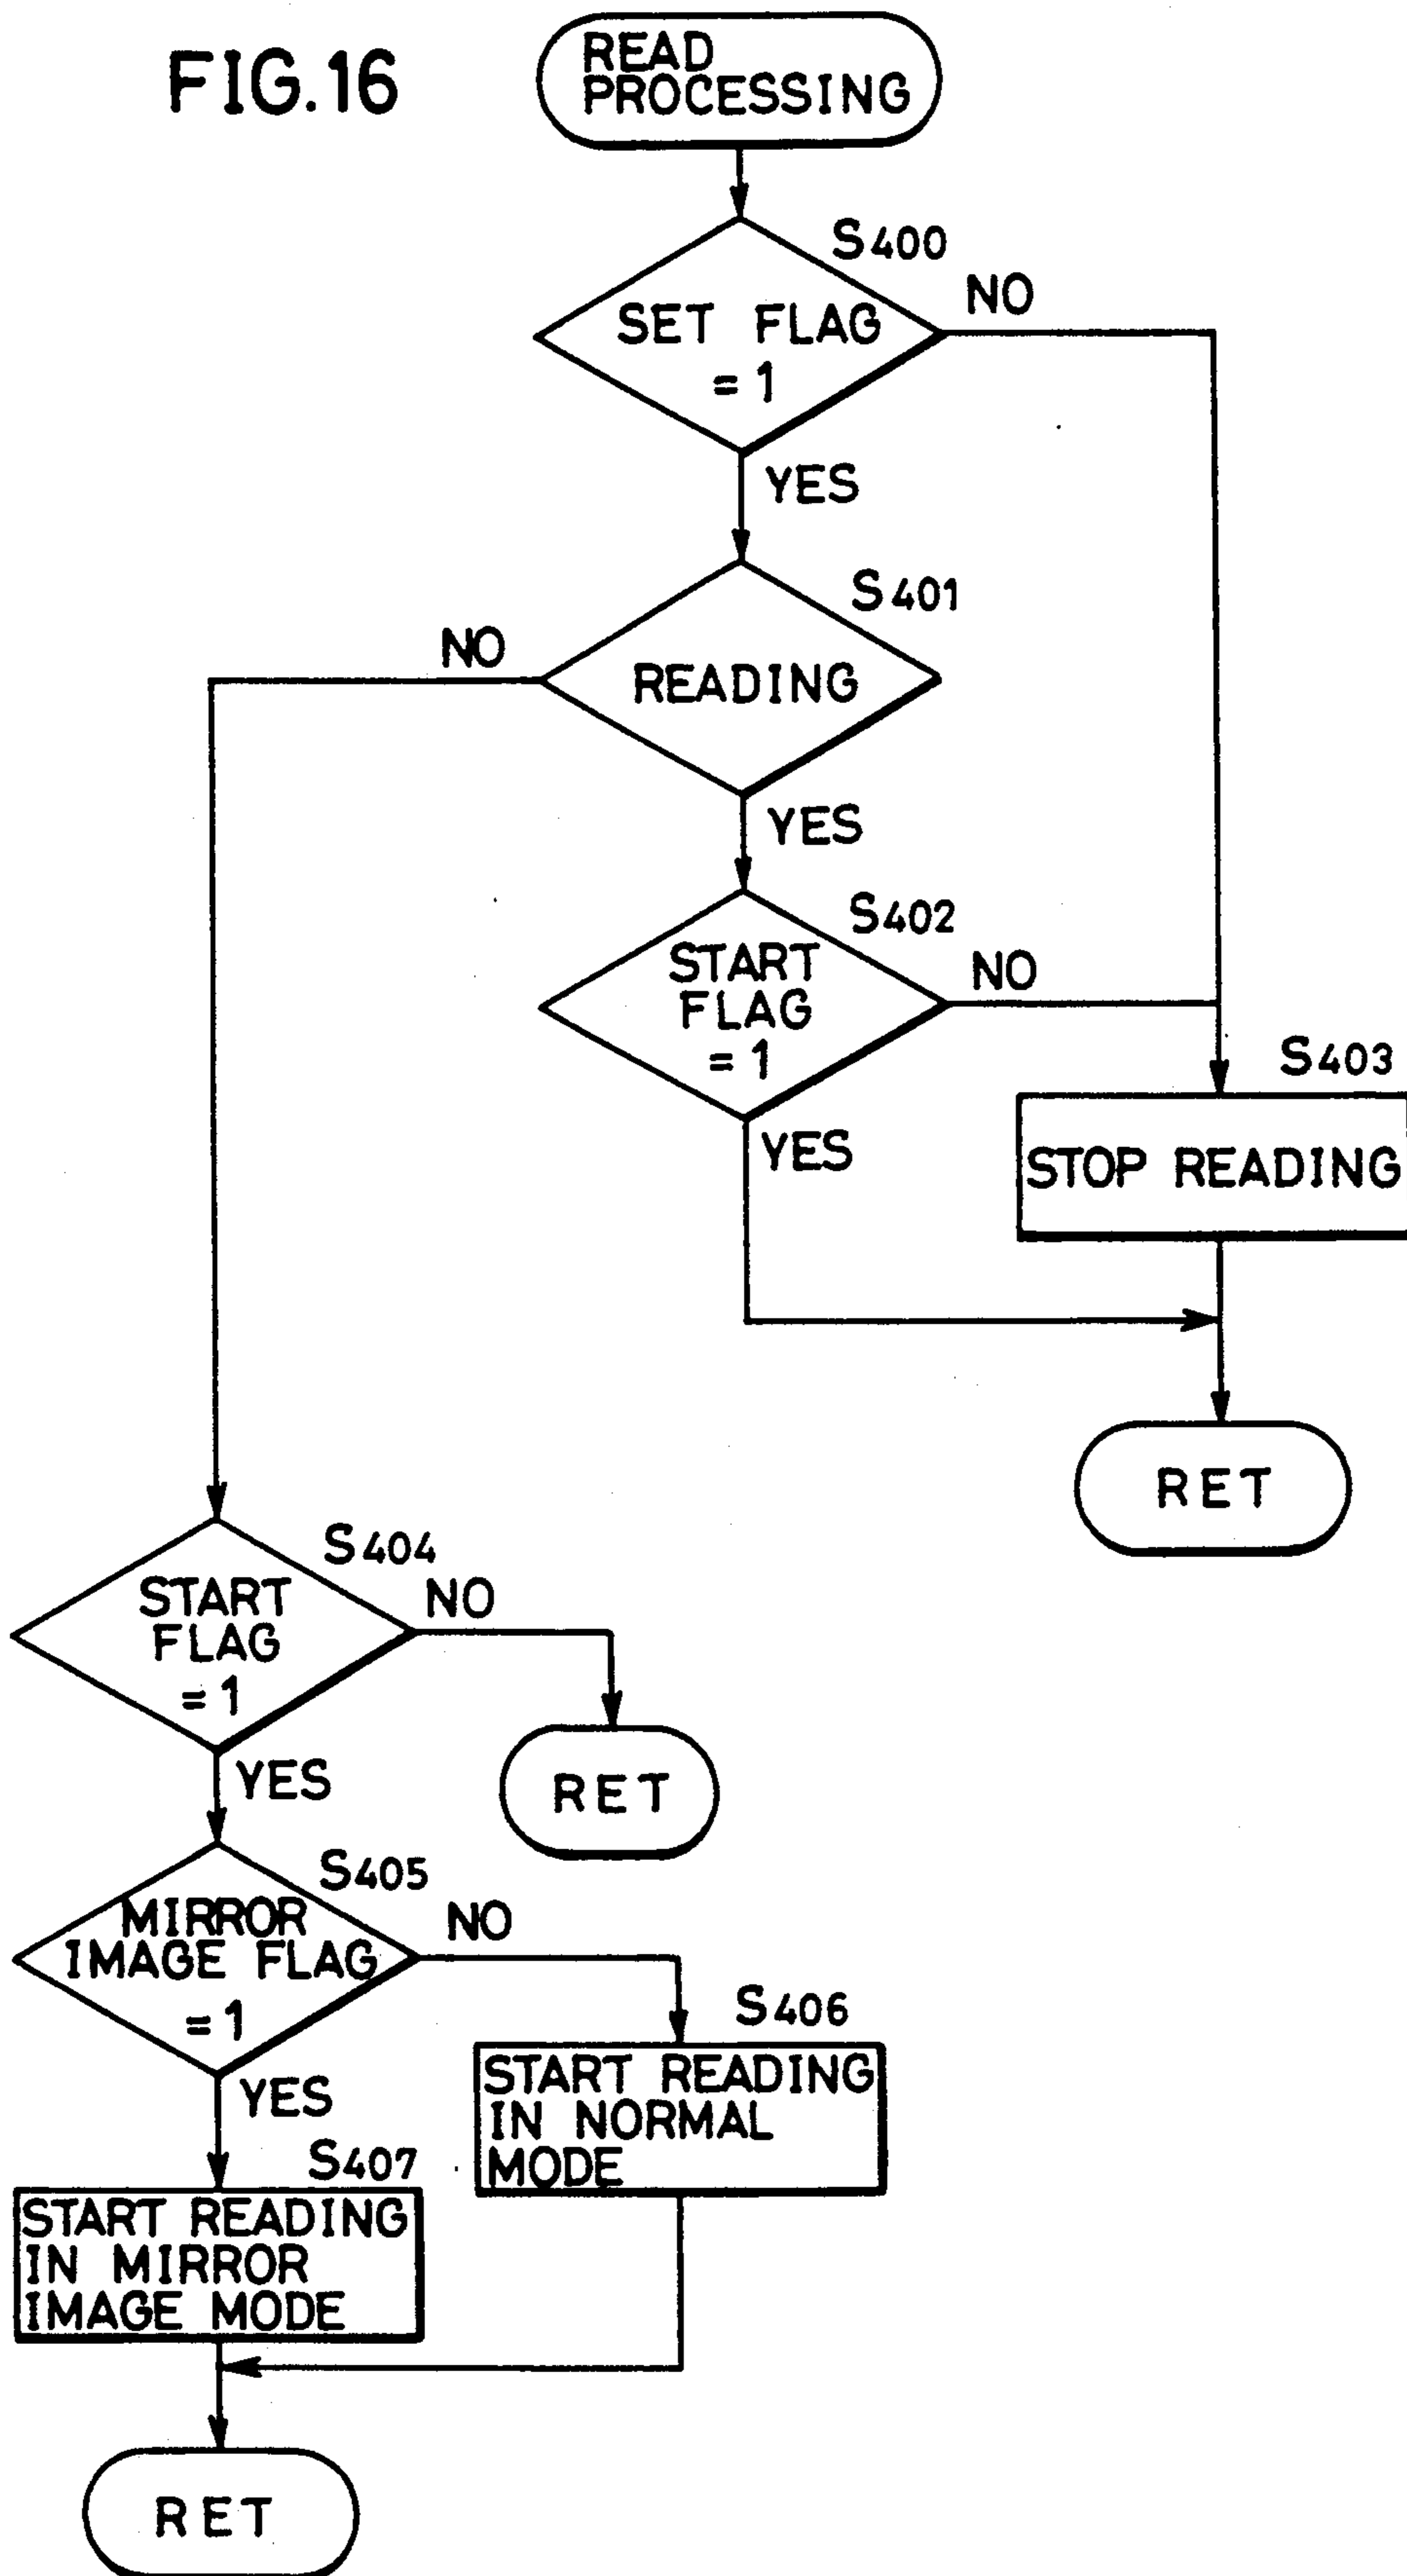 FIG.16
READ
PROCESSING
S400
SET FLAG
= 1
NO
YES
S401
READING
NO
YES
S402
START
FLAG
= 1
NO
YES
S403
STOP READING
RET
S404
START
FLAG
= 1
NO
YES
RET
S405
MIRROR
IMAGE FLAG
= 1
NO
YES
S406
START READING
IN NORMAL
MODE
S407
START READING
IN MIRROR
IMAGE MODE
RET